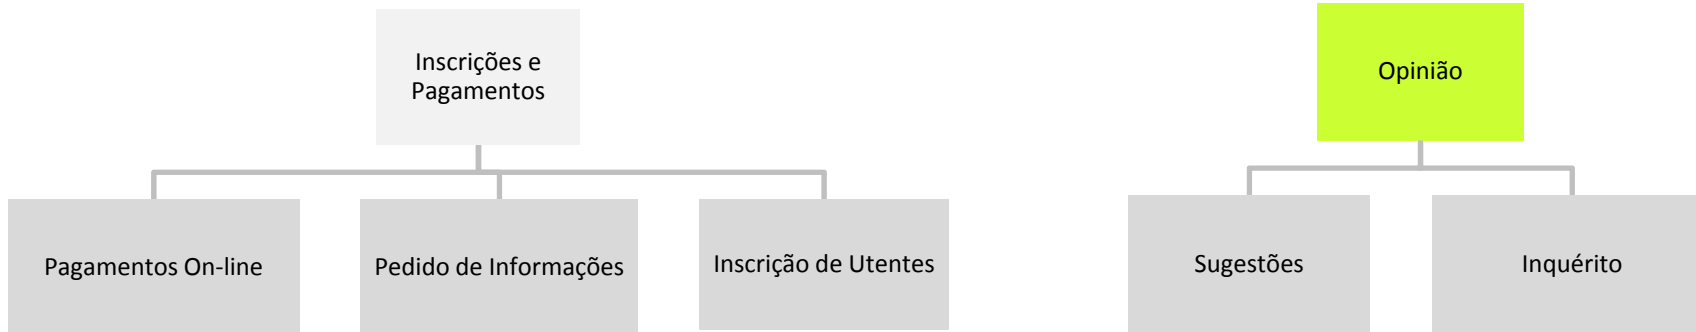 Inscrições e
Pagamentos
Opinião
Pagamentos On-line
Pedido de Informações
Inscrição de Utentes
Sugestões
Inquérito